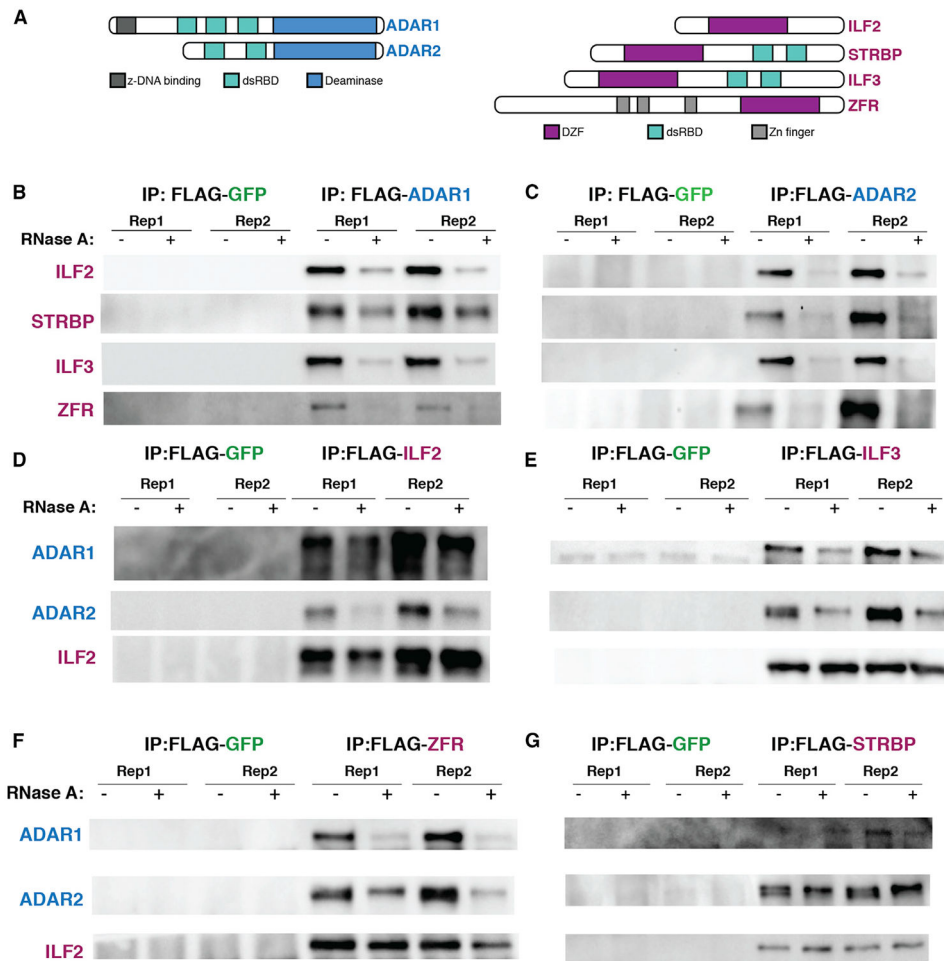 A
ADAR1
ADAR2
z-DNA binding dsRBD Deaminase
ILF2
STRBP
ILF3
ZFR
DZF dsRBD Zn finger
B IP: FLAG-GFP IP: FLAG-ADAR1
Rep1 Rep2 Rep1 Rep2
RNase A: - + - + - + - +
ILF2
STRBP
ILF3
ZFR
C IP: FLAG-GFP IP:FLAG-ADAR2
Rep1 Rep2 Rep1 Rep2
- + - + - + - +
D IP:FLAG-GFP IP:FLAG-ILF2
Rep1 Rep2 Rep1 Rep2
RNase A: - + - + - + - +
ADAR1
ADAR2
ILF2
E IP:FLAG-GFP IP:FLAG-ILF3
Rep1 Rep2 Rep1 Rep2
- + - + - + - +
F IP:FLAG-GFP IP:FLAG-ZFR
Rep1 Rep2 Rep1 Rep2
RNase A: - + - + - + - +
ADAR1
ADAR2
ILF2
G IP:FLAG-GFP IP:FLAG-STRBP
Rep1 Rep2 Rep1 Rep2
- + - + - + - +